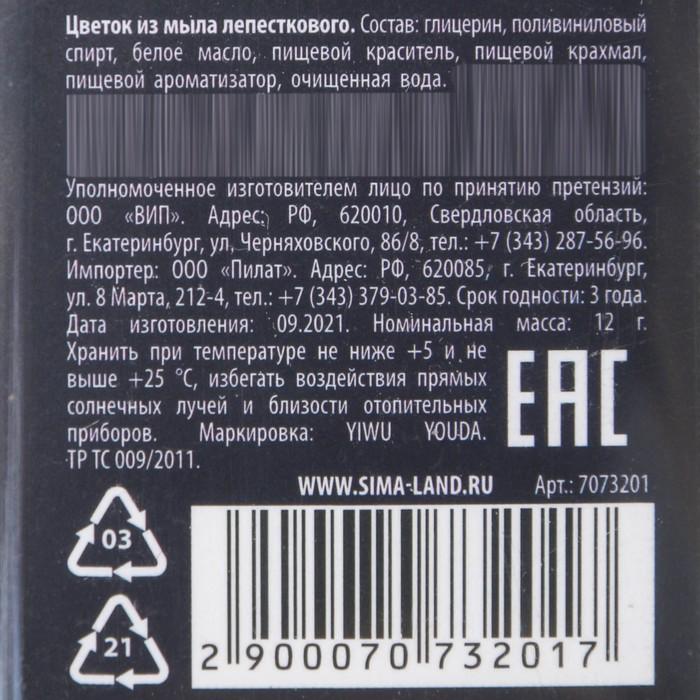 Цветок из мыла лепесткового. Состав: глицерин, поливиниловый
спирт, белое масло, пищевой краситель, пищевой крахмал,
пищевой ароматизатор, очищенная вода.
Уполномоченное изготовителем лицо по принятию претензий:
ООО «ВИП». Адрес: РФ, 620010, Свердловская область,
г. Екатеринбург, ул. Черняховского, 86/8, тел.: +7 (343) 287-56-96.
Импортер: ООО «Пилат». Адрес: РФ, 620085, г. Екатеринбург,
ул. 8 Марта, 212-4, тел.: +7 (343) 379-03-85. Срок годности: 3 года.
Дата изготовления: 09.2021. Номинальная масса: 12 г.
Хранить при температуре не ниже +5 и не
выше +25 °С, избегать воздействия прямых
солнечных лучей и близости отопительных
приборов. Маркировка: YIWU YOUDA.
ТР ТС 009/2011.
EAC
WWW.SIMA-LAND.RU Арт.: 7073201
03
21
2 900070 732017